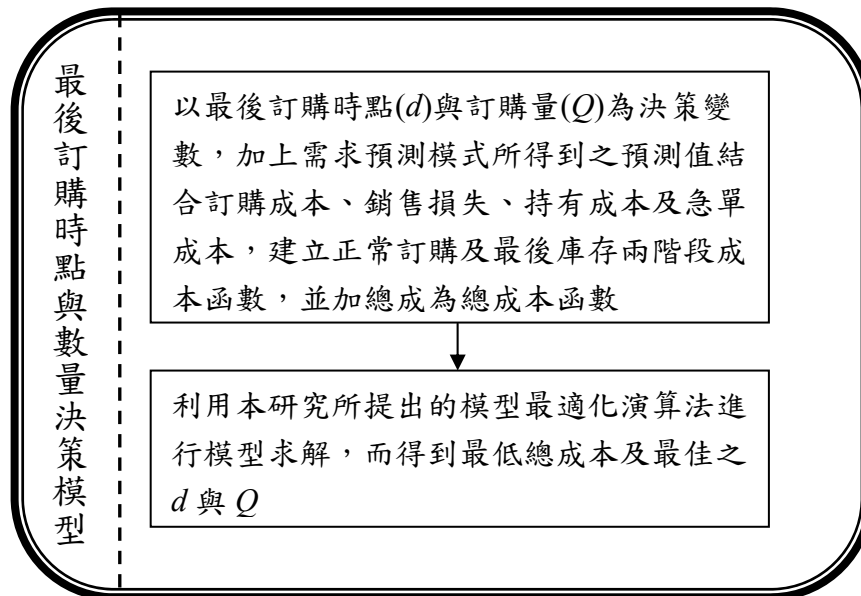 最後訂購時點與數量決策模型
以最後訂購時點(d)與訂購量(Q)為決策變
數，加上需求預測模式所得到之預測值結
合訂購成本、銷售損失、持有成本及急單
成本，建立正常訂購及最後庫存兩階段成
本函數，並加總成為總成本函數
利用本研究所提出的模型最適化演算法進
行模型求解，而得到最低總成本及最佳之
d 與 Q